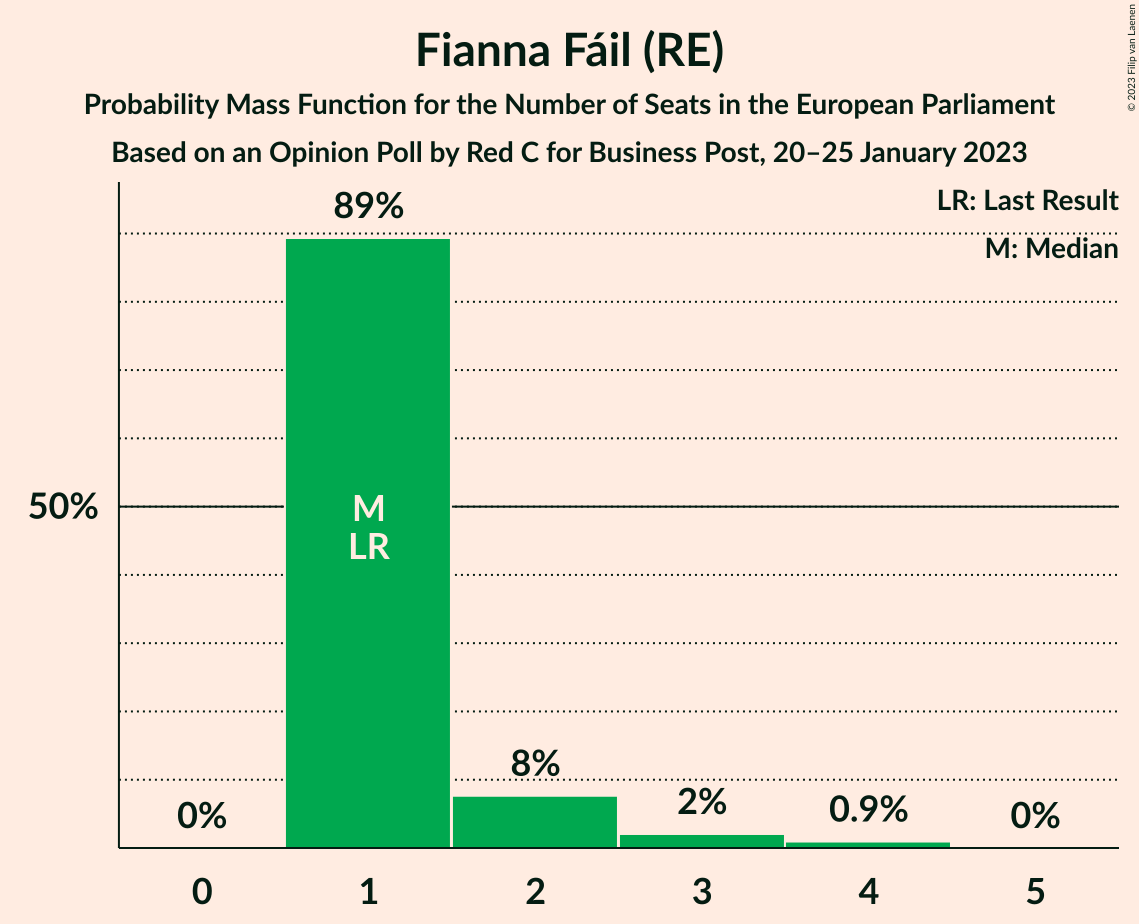 Fianna Fáil (RE)
Probability Mass Function for the Number of Seats in the European Parliament
Based on an Opinion Poll by Red C for Business Post, 20–25 January 2023
© 2023 Filip van Laenen
LR: Last Result
M: Median
89%
50%
M
LR
0%
8%
2%
0.9%
0%
0 1 2 3 4 5